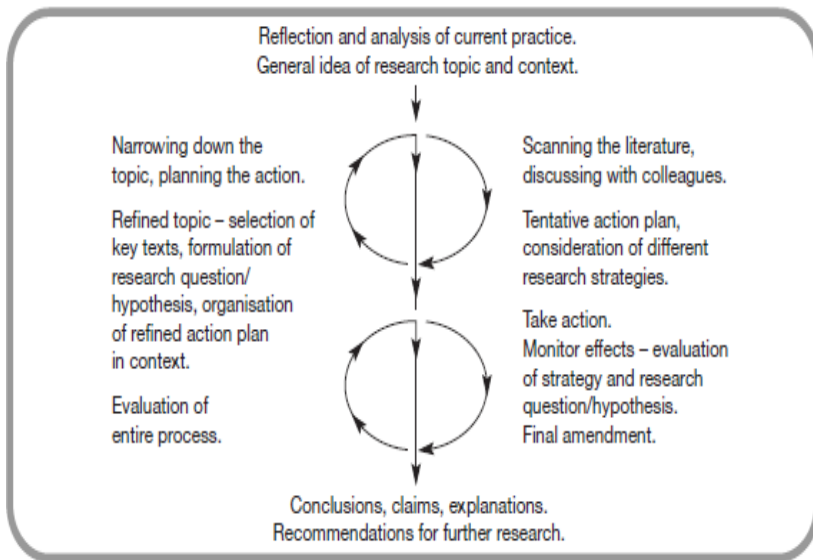 Reflection and analysis of current practice.
General idea of research topic and context.
Narrowing down the
topic, planning the action.
Refined topic – selection of
key texts, formulation of
research question/
hypothesis, organisation
of refined action plan
in context.
Evaluation of
entire process.
Scanning the literature,
discussing with colleagues.
Tentative action plan,
consideration of different
research strategies.
Take action.
Monitor effects – evaluation
of strategy and research
question/hypothesis.
Final amendment.
Conclusions, claims, explanations.
Recommendations for further research.